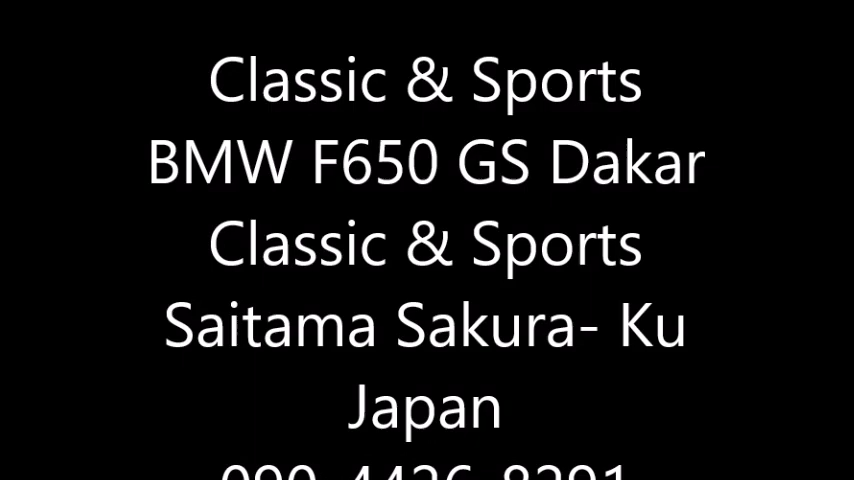 Classic & Sports
BMW F650 GS Dakar
Classic & Sports
Saitama Sakura- Ku
Japan